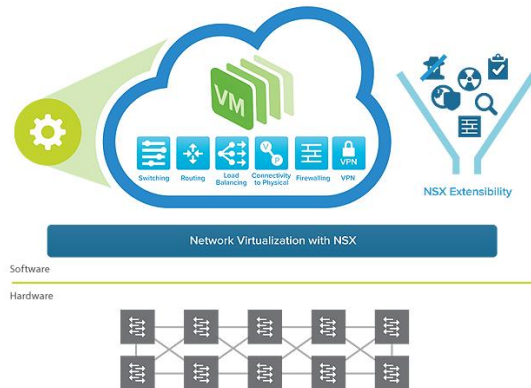 VM
V
P
VPN
Switching
Routing
Load
Balancing
Connectivity
to Physical
Firewalling
VPN
NSX Extensibility
Network Virtualization with NSX
Software
Hardware